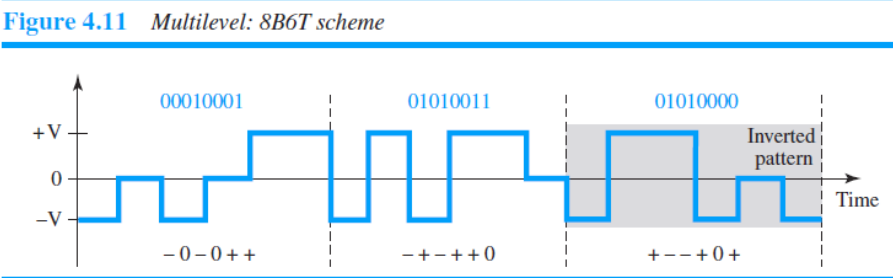 Figure 4.11 Multilevel: 8B6T scheme
00010001 01010011 01010000
+V
Inverted
pattern
0
Time
–V
– 0 – 0 + + – + – + + 0 + – – + 0 +